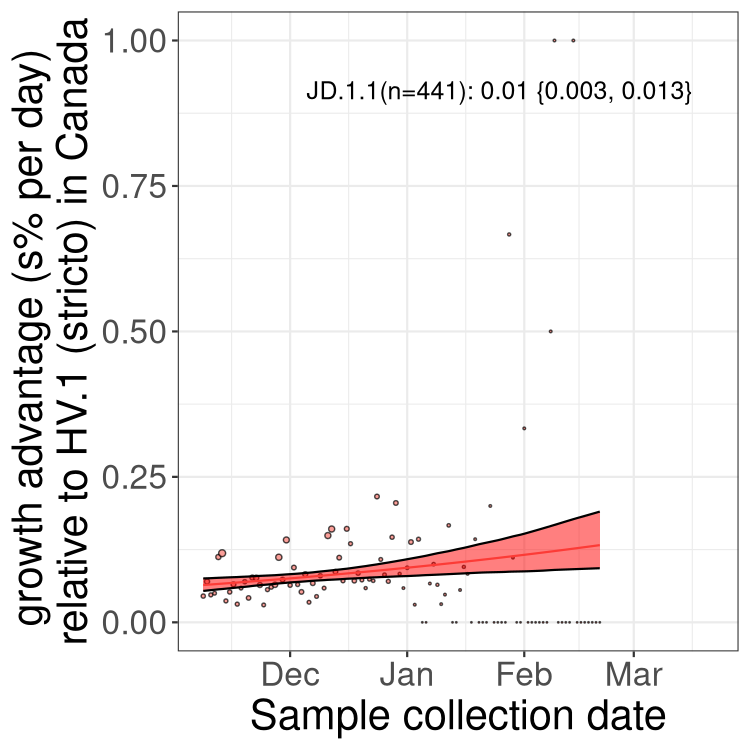 growth advantage (s% per day)
relative to HV.1 (stricto) in Canada
1.00
0.75
0.50
0.25
0.00
JD.1.1(n=441): 0.01 {0.003, 0.013}
Dec Jan Feb Mar
Sample collection date